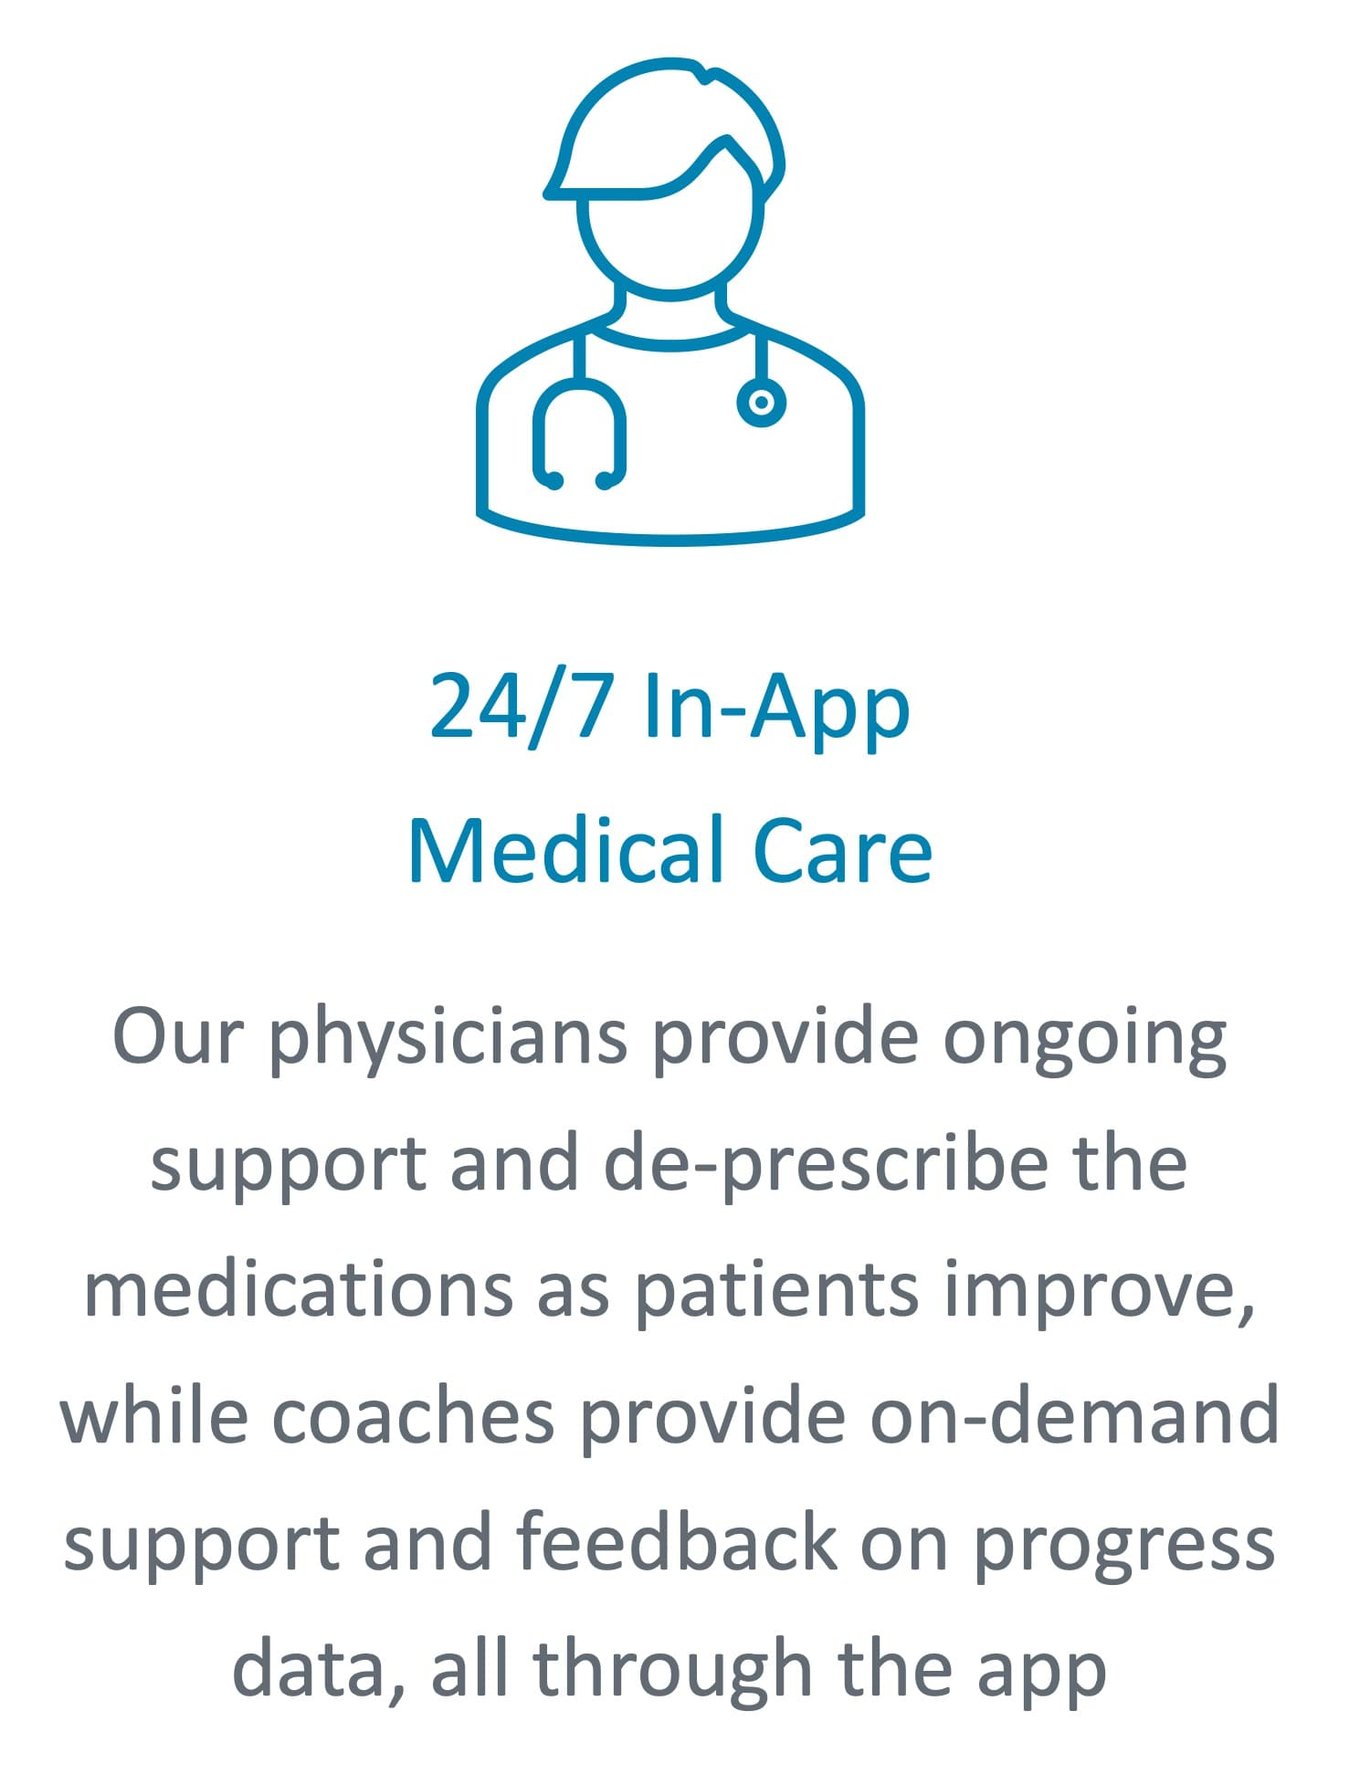 24/7 In-App
Medical Care
Our physicians provide ongoing
support and de-prescribe the
medications as patients improve,
while coaches provide on-demand
support and feedback on progress
data, all through the app